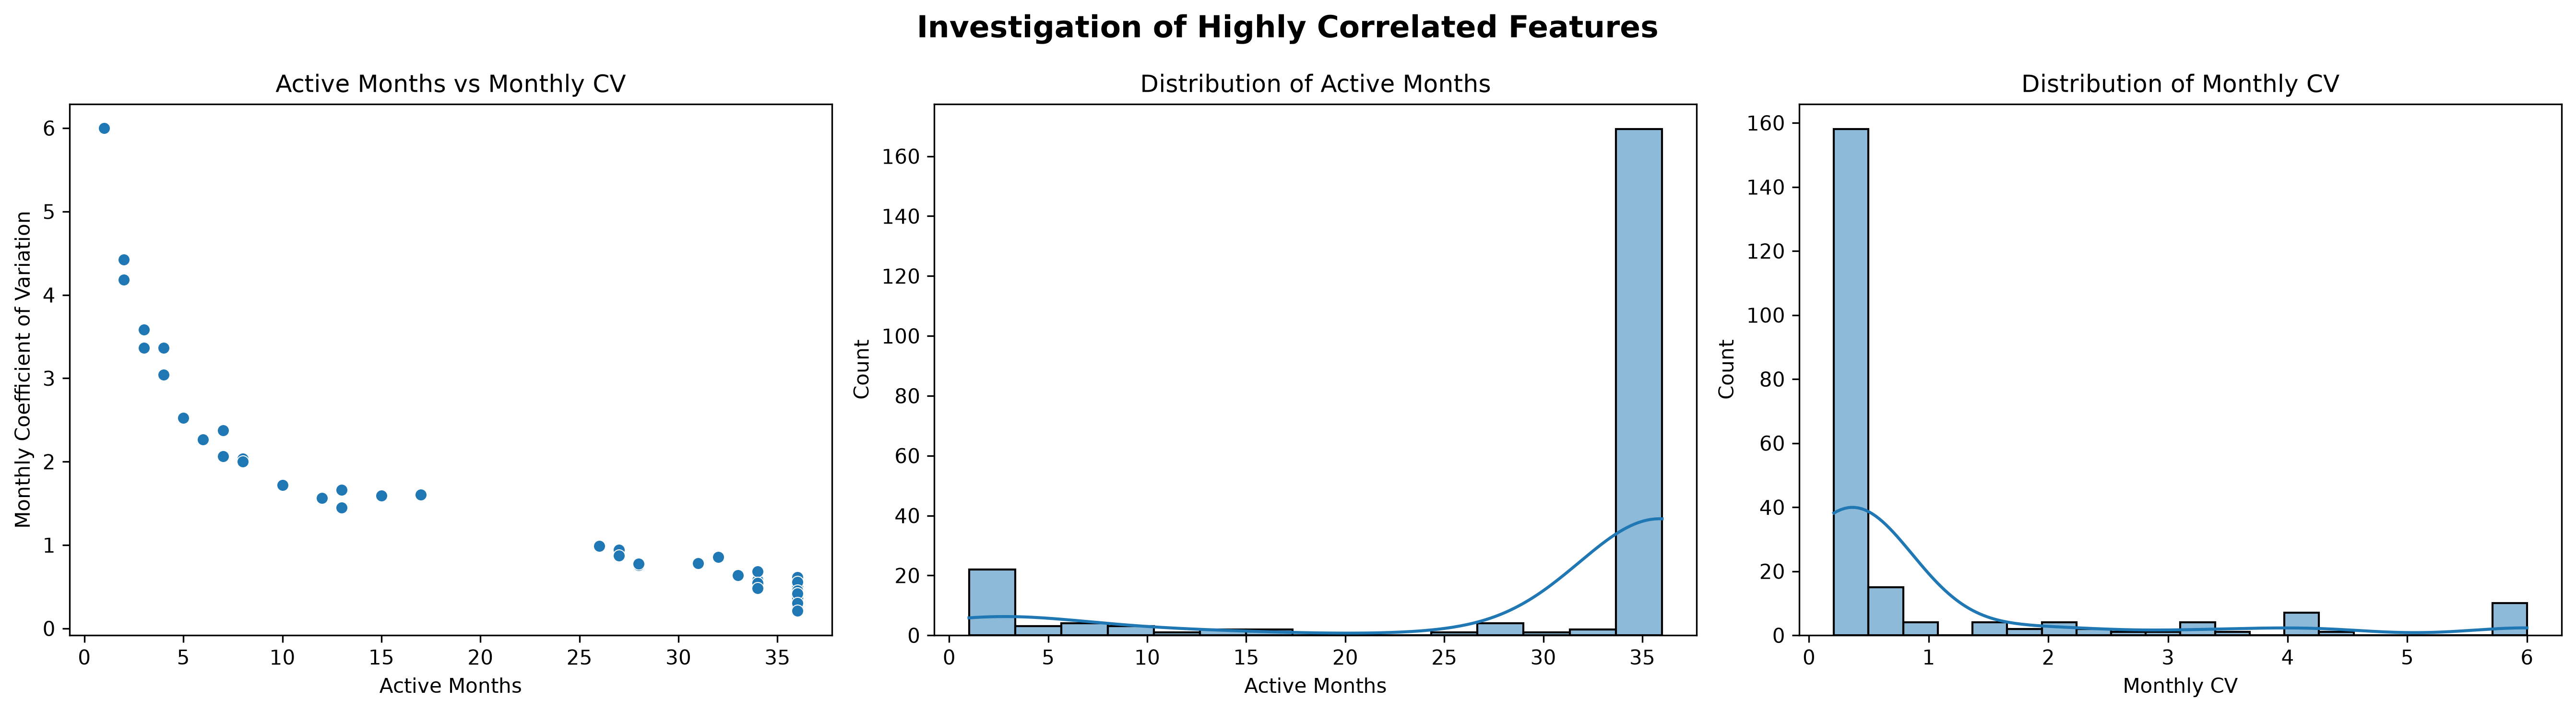 Investigation of Highly Correlated Features
Active Months vs Monthly CV
Monthly Coefficient of Variation
6
5
4
3
2
1
0
0 5 10 15 20 25 30 35
Active Months
Distribution of Active Months
Count
160
140
120
100
80
60
40
20
0
0 5 10 15 20 25 30 35
Active Months
Distribution of Monthly CV
Count
160
140
120
100
80
60
40
20
0
0 1 2 3 4 5 6
Monthly CV